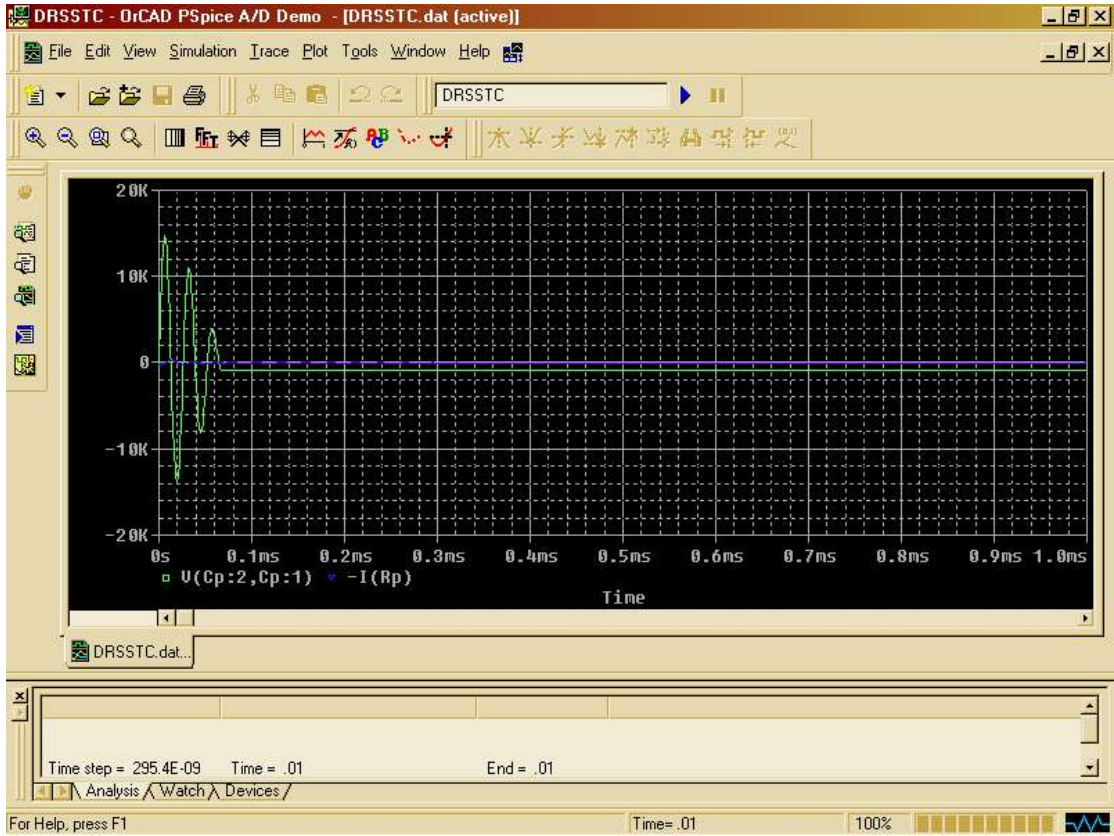 DRSSTC - OrCAD PSpice A/D Demo - [DRSSTC.dat (active)]
File Edit View Simulation Trace Plot Tools Window Help
DRSSTC
FFT
ABC
20K
10K
0
-10K
-20K
0s 0.1ms 0.2ms 0.3ms 0.4ms 0.5ms 0.6ms 0.7ms 0.8ms 0.9ms 1.0ms
V(Cp:2,Cp:1) -I(Rp)
Time
DRSSTC.dat...
Time step = 295.4E-09 Time = .01 End = .01
Analysis Watch Devices
For Help, press F1 Time= .01 100%